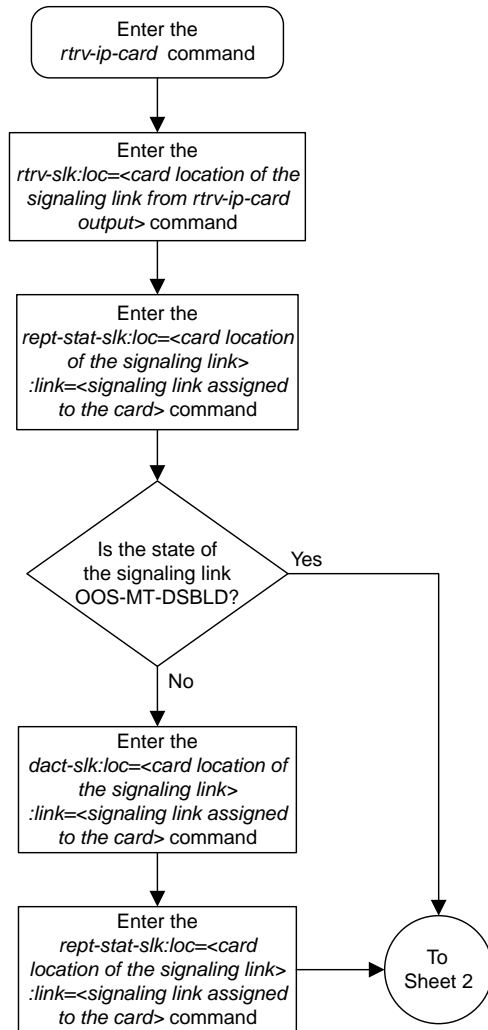 Enter the
rtrv-ip-card command
Enter the
rtrv-slk:loc=<card location of the
signaling link from rtrv-ip-card
output> command
Enter the
rept-stat-slk:loc=<card location
of the signaling link>
:link=<signaling link assigned
to the card> command
Is the state of
the signaling link
OOS-MT-DSBLD?
Yes
No
Enter the
dact-slk:loc=<card location of
the signaling link>
:link=<signaling link assigned
to the card> command
Enter the
rept-stat-slk:loc=<card
location of the signaling link>
:link=<signaling link assigned
to the card> command
To
Sheet 2